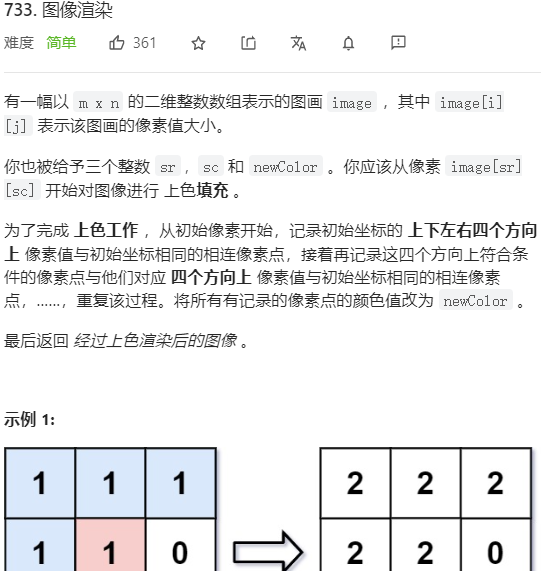 733. 图像渲染
难度 简单 361
有一幅以 m x n 的二维整数数组表示的图画 image ，其中 image[i]
[j] 表示该图画的像素值大小。
你也被给予三个整数 sr , sc 和 newColor 。你应该从像素 image[sr]
[sc] 开始对图像进行 上色填充 。
为了完成 上色工作 ，从初始像素开始，记录初始坐标的 上下左右四个方向
上 像素值与初始坐标相同的相连像素点，接着再记录这四个方向上符合条
件的像素点与他们对应 四个方向上 像素值与初始坐标相同的相连像素
点，……，重复该过程。将所有有记录的像素点的颜色值改为 newColor 。
最后返回 经过上色渲染后的图像 。
示例 1:
1 1 1 2 2 2
1 1 0 2 2 0